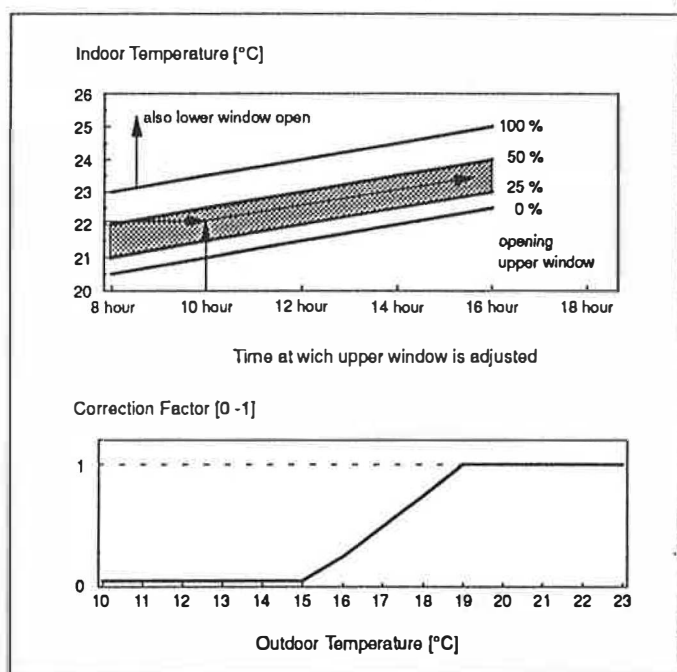 Indoor Temperature [°C]
26
25
24
23
22
21
20
also lower window open
100 %
50 %
25 %
0 %
opening
upper window
8 hour 10 hour 12 hour 14 hour 16 hour 18 hour
Time at wich upper window is adjusted
Correction Factor [0 -1]
1
0
10 11 12 13 14 15 16 17 18 19 20 21 22 23
Outdoor Temperature [°C]